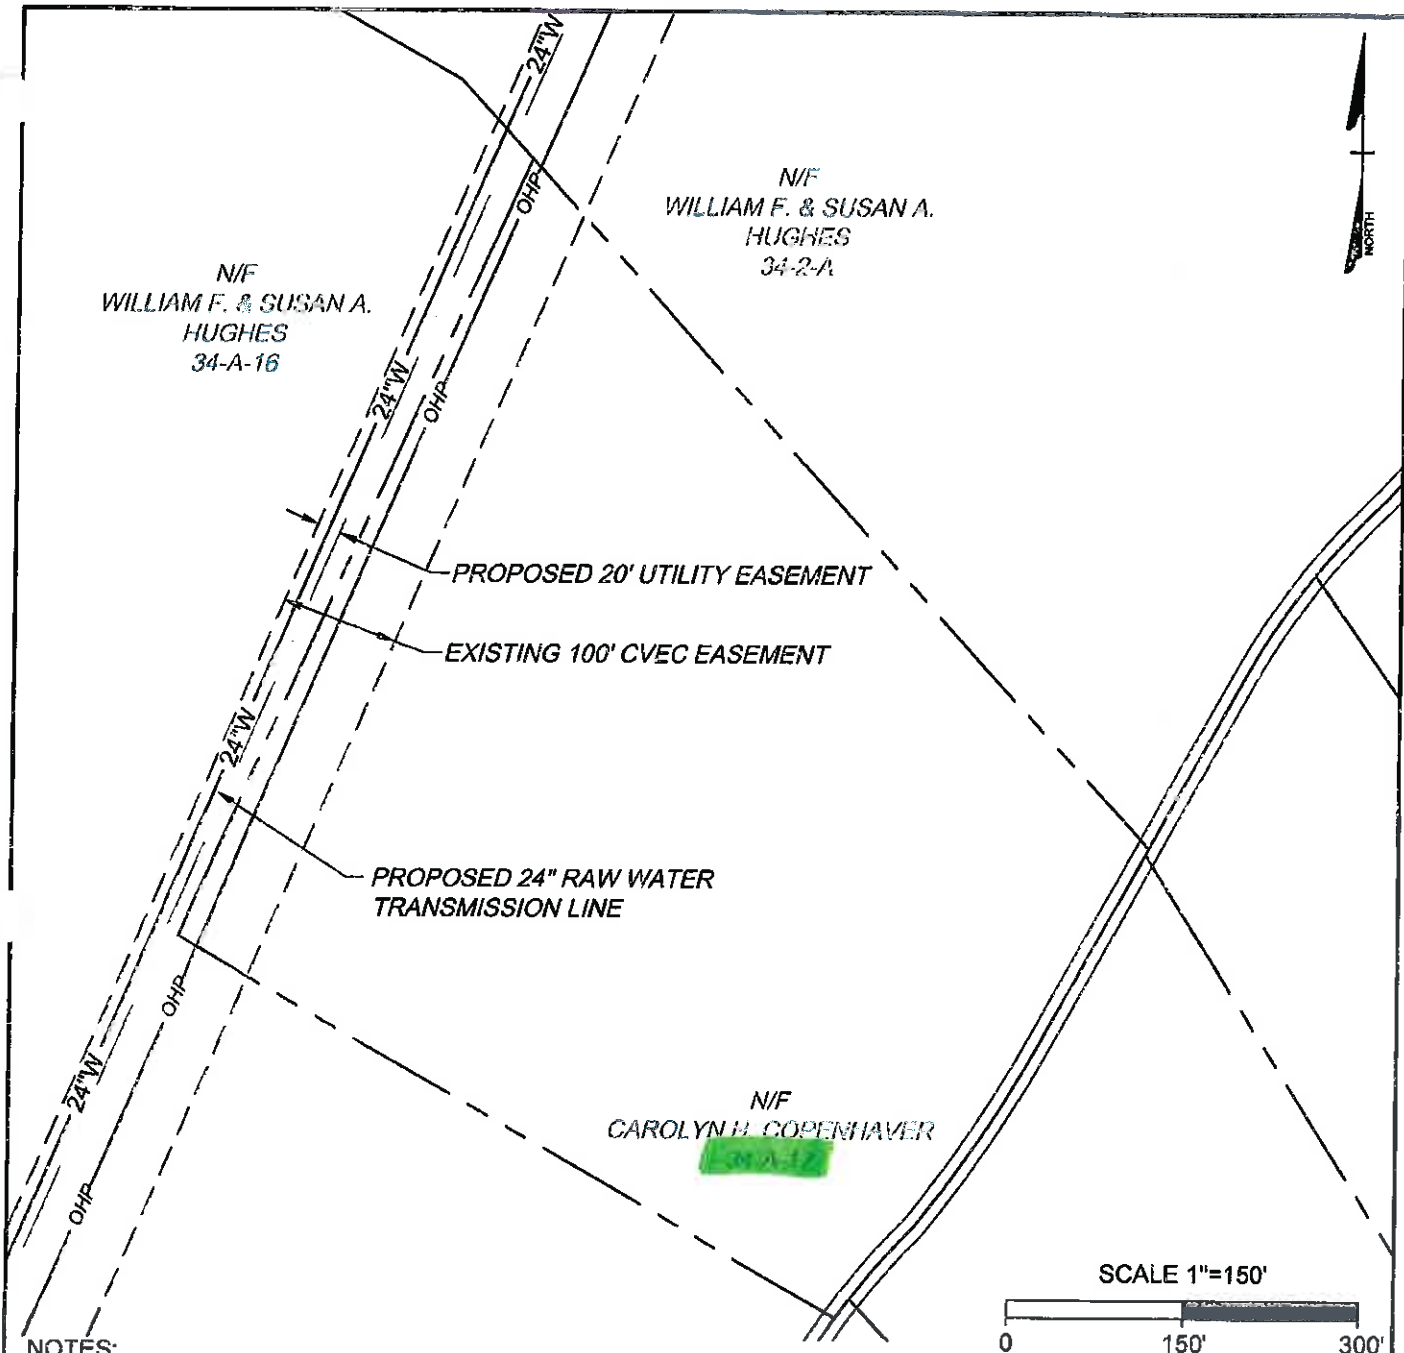 24"W
NORTH
N/F
WILLIAM F. & SUSAN A.
HUGHES
34-2-A
OHP
N/F
WILLIAM F. & SUSAN A.
HUGHES
34-A-16
24"W
OHP
PROPOSED 20' UTILITY EASEMENT
EXISTING 100' CVEC EASEMENT
24"W
PROPOSED 24" RAW WATER
TRANSMISSION LINE
OHP
24"W
N/F
CAROLYN H. COPENHAVER
OHP
SCALE 1"=150'
0 150' 300'
NOTES: